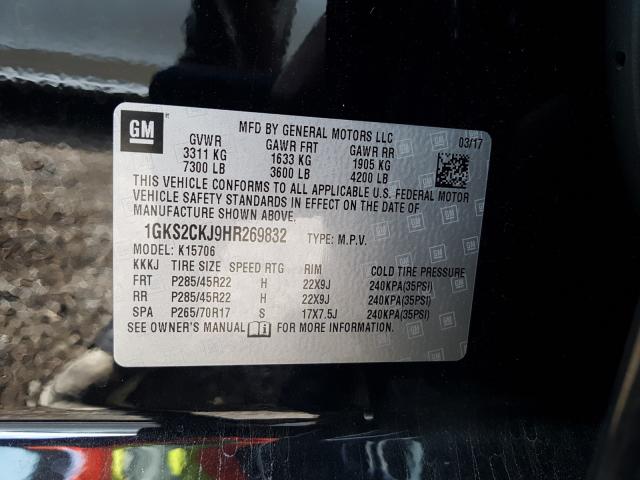 GM
MFD BY GENERAL MOTORS LLC
03/17
GVWR GAWR FRT GAWR RR
3311 KG 1633 KG 1905 KG
7300 LB 3600 LB 4200 LB
THIS VEHICLE CONFORMS TO ALL APPLICABLE U.S. FEDERAL MOTOR
VEHICLE SAFETY STANDARDS IN EFFECT ON THE DATE OF
MANUFACTURE SHOWN ABOVE.
1GKS2CKJ9HR269832 TYPE: M.P.V.
MODEL: K15706
KKKJ TIRE SIZE SPEED RTG RIM COLD TIRE PRESSURE
FRT P285/45R22 H 22X9J 240KPA(35PSI)
RR P285/45R22 H 22X9J 240KPA(35PSI)
SPA P265/70R17 S 17X7.5J 240KPA(35PSI)
SEE OWNER'S MANUAL FOR MORE INFORMATION.